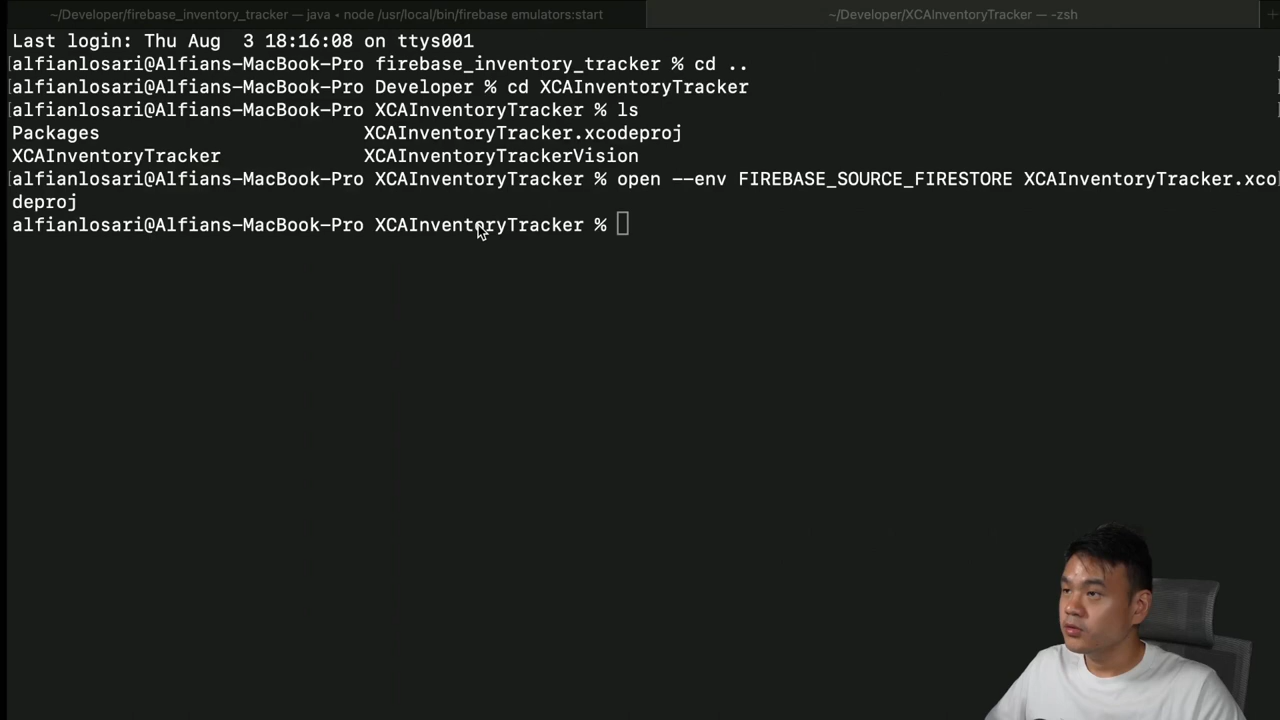 ~/Developer/firebase_inventory_tracker — java • node /usr/local/bin/firebase emulators:start
~/Developer/XCAInventoryTracker — -zsh
Last login: Thu Aug  3 18:16:08 on ttys001
[alfianlosari@Alfians-MacBook-Pro firebase_inventory_tracker % cd ..
[alfianlosari@Alfians-MacBook-Pro Developer % cd XCAInventoryTracker
[alfianlosari@Alfians-MacBook-Pro XCAInventoryTracker % ls
Packages                        XCAInventoryTracker.xcodeproj
XCAInventoryTracker             XCAInventoryTrackerVision
[alfianlosari@Alfians-MacBook-Pro XCAInventoryTracker % open --env FIREBASE_SOURCE_FIRESTORE XCAInventoryTracker.xco
deproj
alfianlosari@Alfians-MacBook-Pro XCAInventoryTracker %